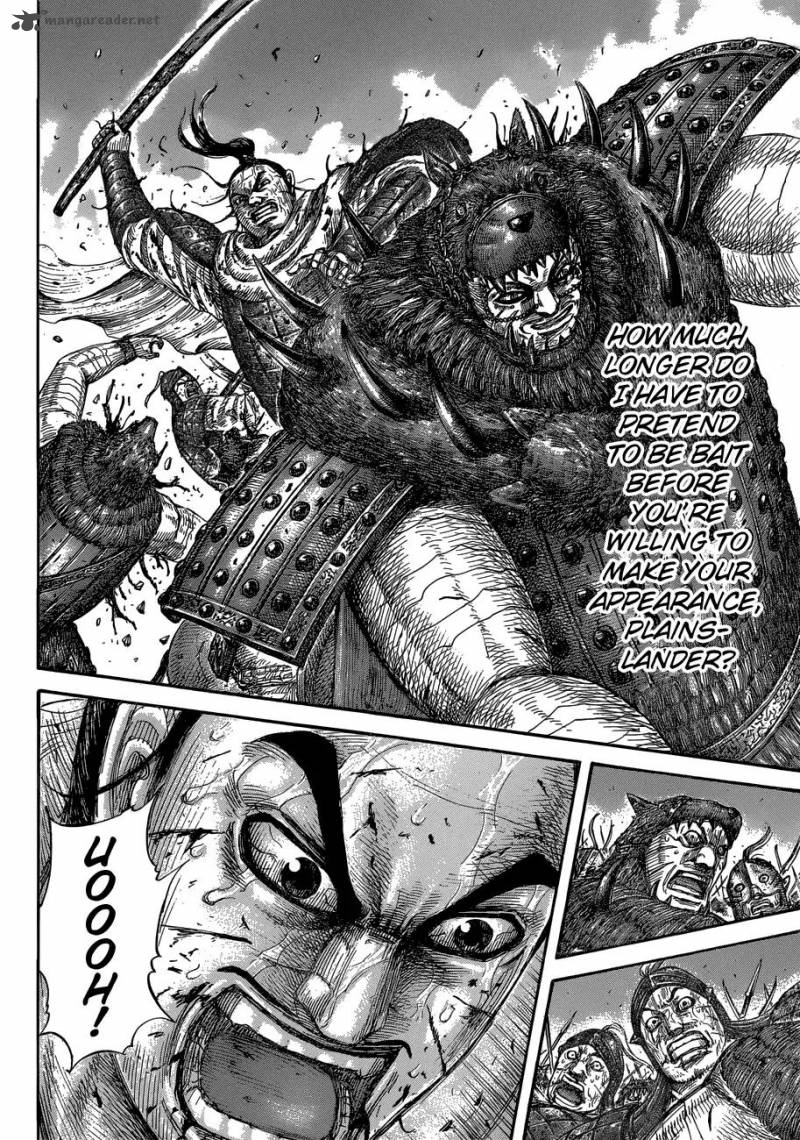 mangareader.net
HOW MUCH
LONGER DO
I HAVE TO
PRETEND
TO BE BAIT
BEFORE
YOU'RE
WILLING TO
MAKE YOUR
APPEARANCE,
PLAINS-
LANDER?
UOOOH!